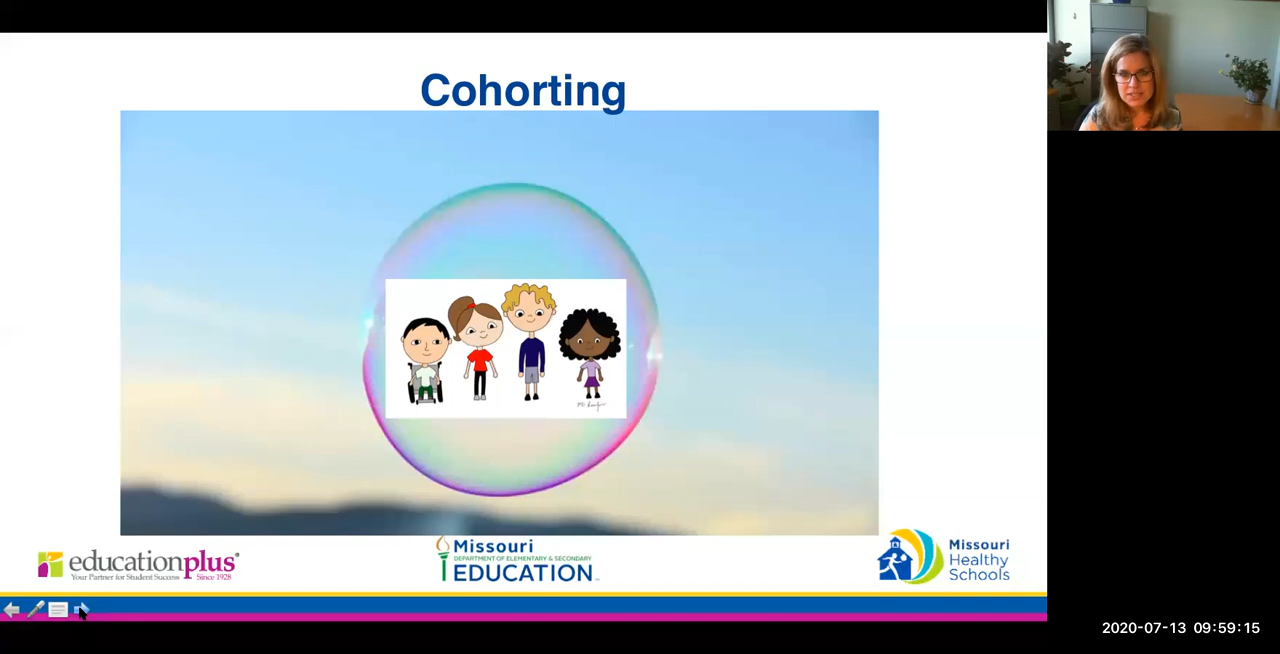 Cohorting
educationplus®
Your Partner for Student Success Since 1928
Missouri
DEPARTMENT OF ELEMENTARY & SECONDARY
EDUCATION
Missouri
Healthy
Schools
2020-07-13 09:59:15